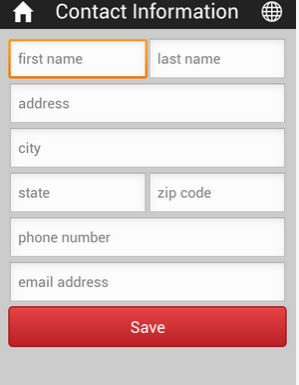 Contact Information
first name last name
address
city
state zip code
phone number
email address
Save